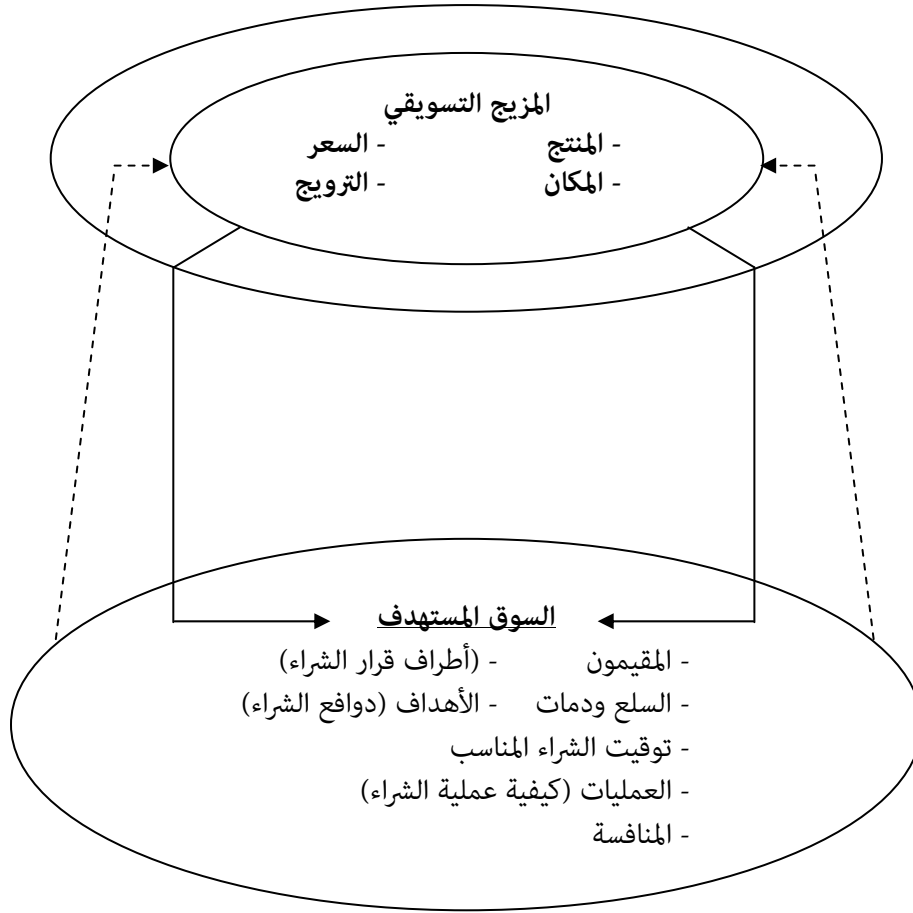 المزيج التسويقي
- المنتج - السعر
- المكان - الترويج
السوق المستهدف
- المقيمون - (أطراف قرار الشراء)
- السلع ودمات - الأهداف (دوافع الشراء)
- توقيت الشراء المناسب
- العمليات (كيفية عملية الشراء)
- المنافسة